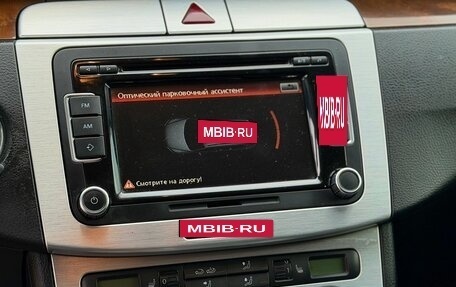 Оптический парковочный ассистент
FM
AM
MBIB·RU
MBIB·RU
Смотрите на дорогу!
MBIB-RU